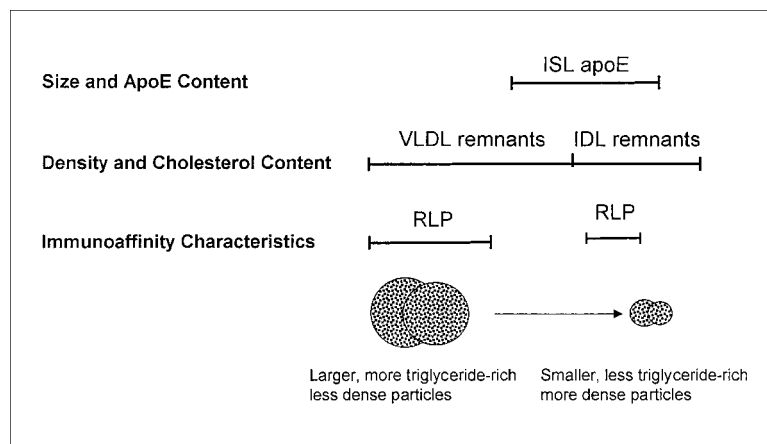 ISL apoE
Size and ApoE Content
VLDL remnants IDL remnants
Density and Cholesterol Content
RLP RLP
Immunoaffinity Characteristics
Larger, more triglyceride-rich
less dense particles
Smaller, less triglyceride-rich
more dense particles